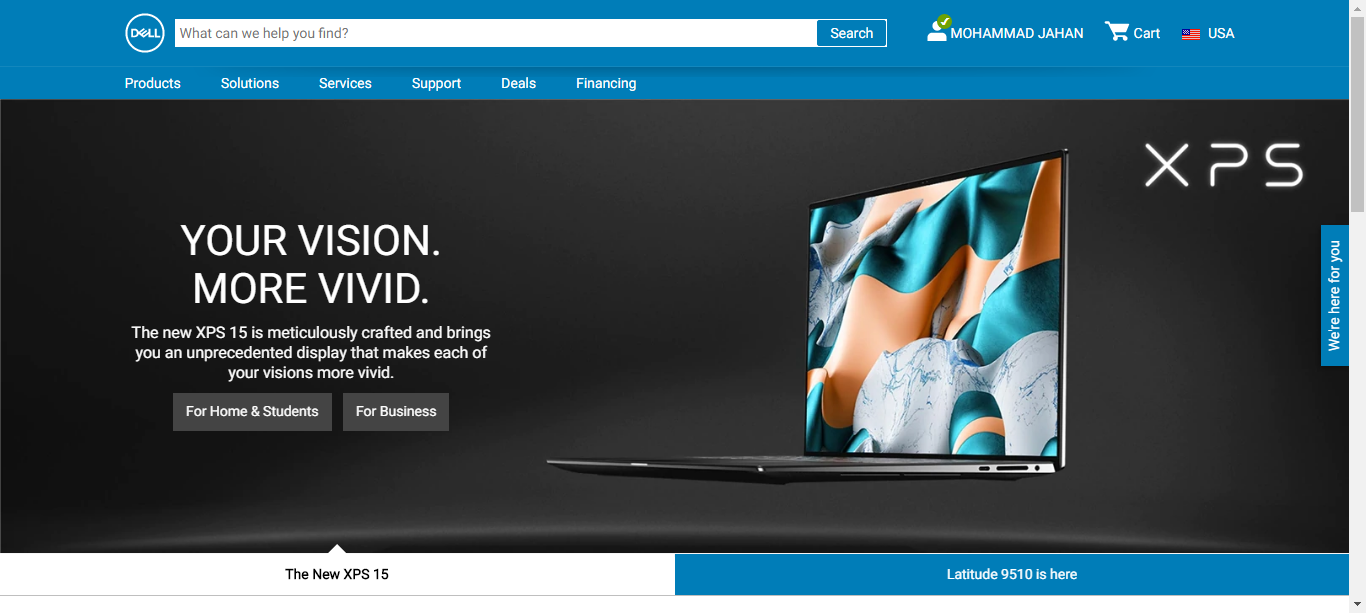 DELL
What can we help you find?
Search
MOHAMMAD JAHAN
Cart
USA
Products
Solutions
Services
Support
Deals
Financing
XPS
YOUR VISION.
MORE VIVID.
The new XPS 15 is meticulously crafted and brings
you an unprecedented display that makes each of
your visions more vivid.
For Home & Students
For Business
We're here for you
The New XPS 15
Latitude 9510 is here